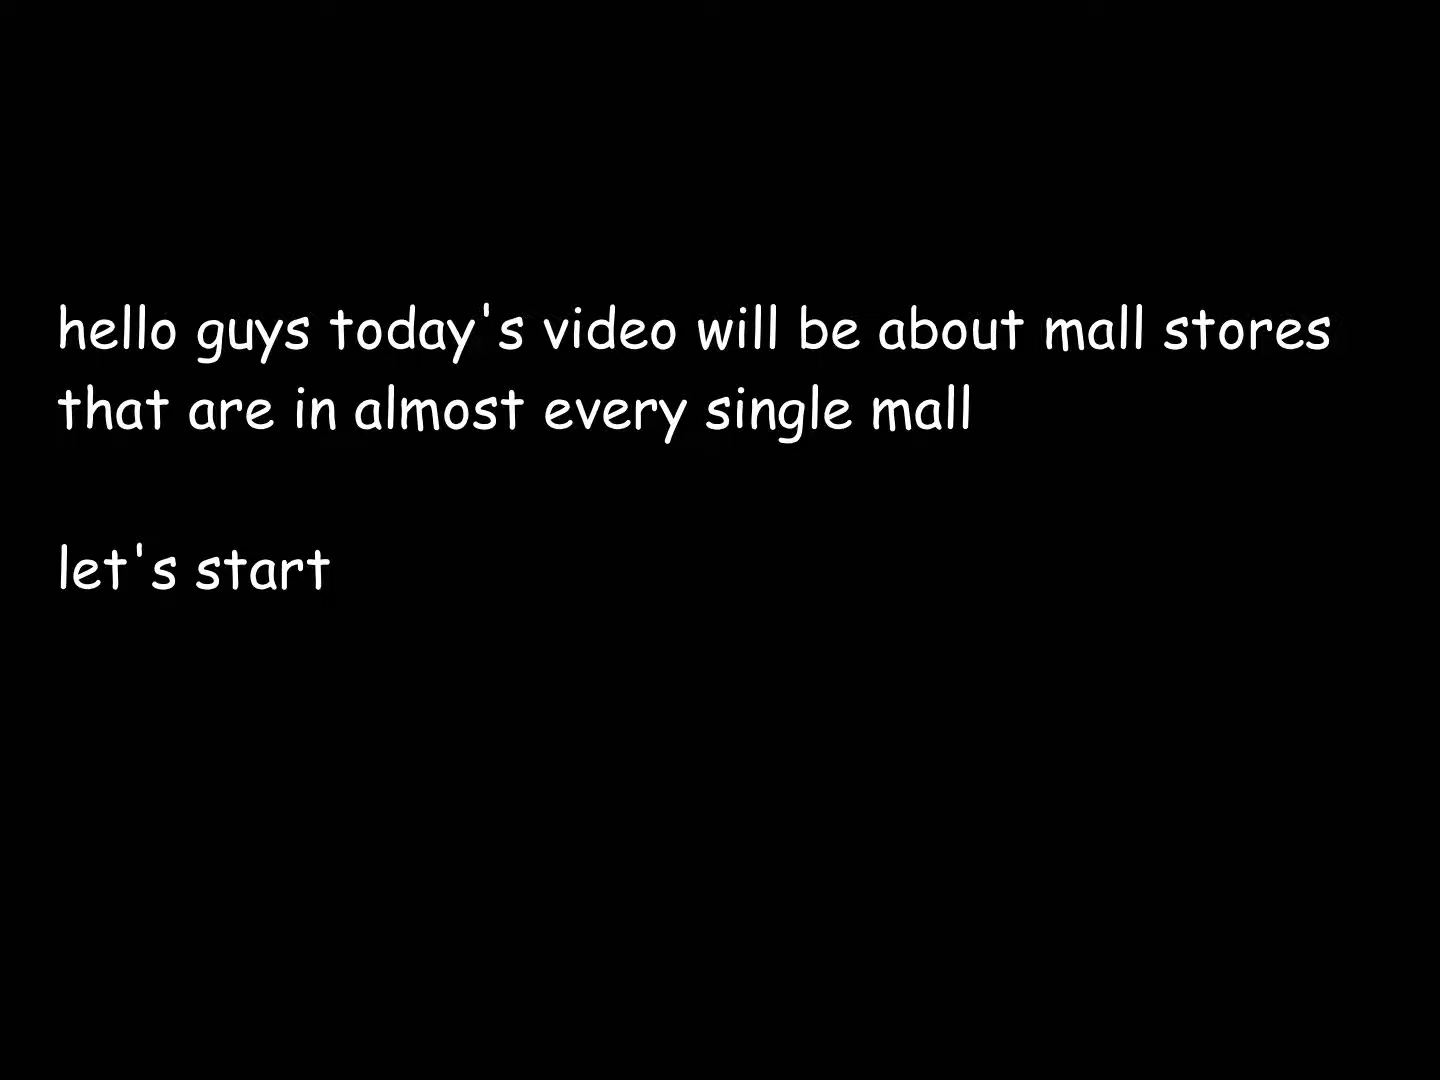 hello guys today's video will be about mall stores
that are in almost every single mall
let's start